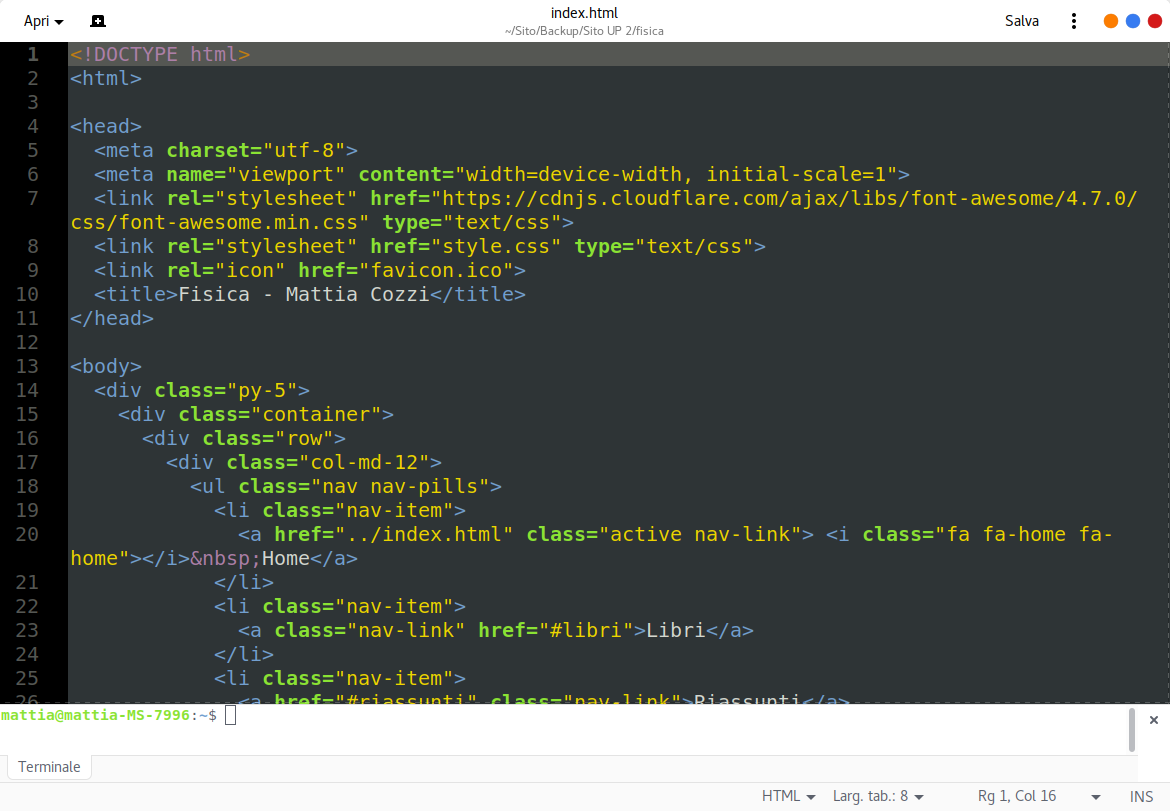 Apri
index.html
~/Sito/Backup/Sito UP 2/fisica
Salva
1 <!DOCTYPE html>
2 <html>
3
4 <head>
5   <meta charset="utf-8">
6   <meta name="viewport" content="width=device-width, initial-scale=1">
7   <link rel="stylesheet" href="https://cdnjs.cloudflare.com/ajax/libs/font-awesome/4.7.0/
css/font-awesome.min.css" type="text/css">
8   <link rel="stylesheet" href="style.css" type="text/css">
9   <link rel="icon" href="favicon.ico">
10   <title>Fisica - Mattia Cozzi</title>
11 </head>
12
13 <body>
14   <div class="py-5">
15     <div class="container">
16       <div class="row">
17         <div class="col-md-12">
18           <ul class="nav nav-pills">
19             <li class="nav-item">
20               <a href="../index.html" class="active nav-link"> <i class="fa fa-home fa-
home"></i>&nbsp;Home</a>
21             </li>
22             <li class="nav-item">
23               <a class="nav-link" href="#libri">Libri</a>
24             </li>
25             <li class="nav-item">
26               <a href="#riassunti" class="nav-link">Riassunti</a>
mattia@mattia-MS-7996:~$
Terminale
HTML
Larg. tab.: 8
Rg 1, Col 16
INS